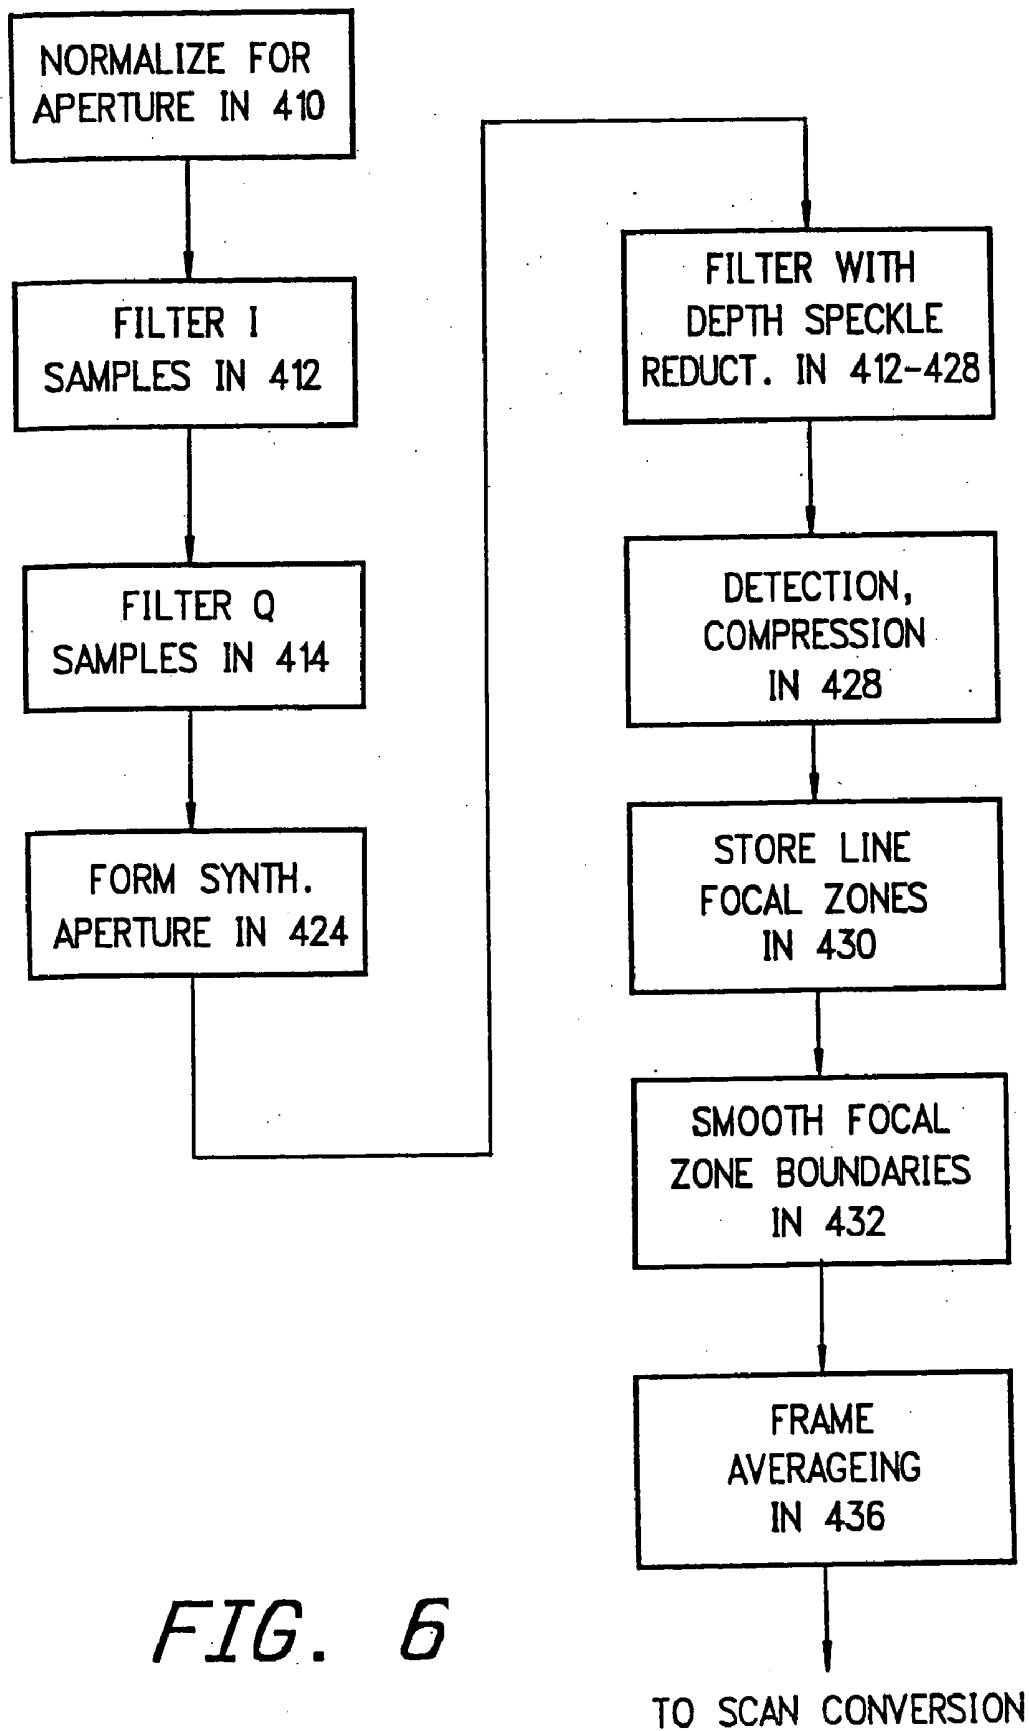 NORMALIZE FOR
APERTURE IN 410
FILTER I
SAMPLES IN 412
FILTER Q
SAMPLES IN 414
FORM SYNTH.
APERTURE IN 424
FILTER WITH
DEPTH SPECKLE
REDUCT. IN 412-428
DETECTION,
COMPRESSION
IN 428
STORE LINE
FOCAL ZONES
IN 430
SMOOTH FOCAL
ZONE BOUNDARIES
IN 432
FRAME
AVERAGEING
IN 436
TO SCAN CONVERSION
FIG. 6